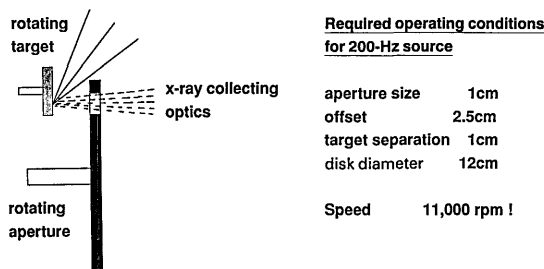 rotating
target
x-ray collecting
optics
rotating
aperture
Required operating conditions
for 200-Hz source
aperture size 1cm
offset 2.5cm
target separation 1cm
disk diameter 12cm
Speed 11,000 rpm !